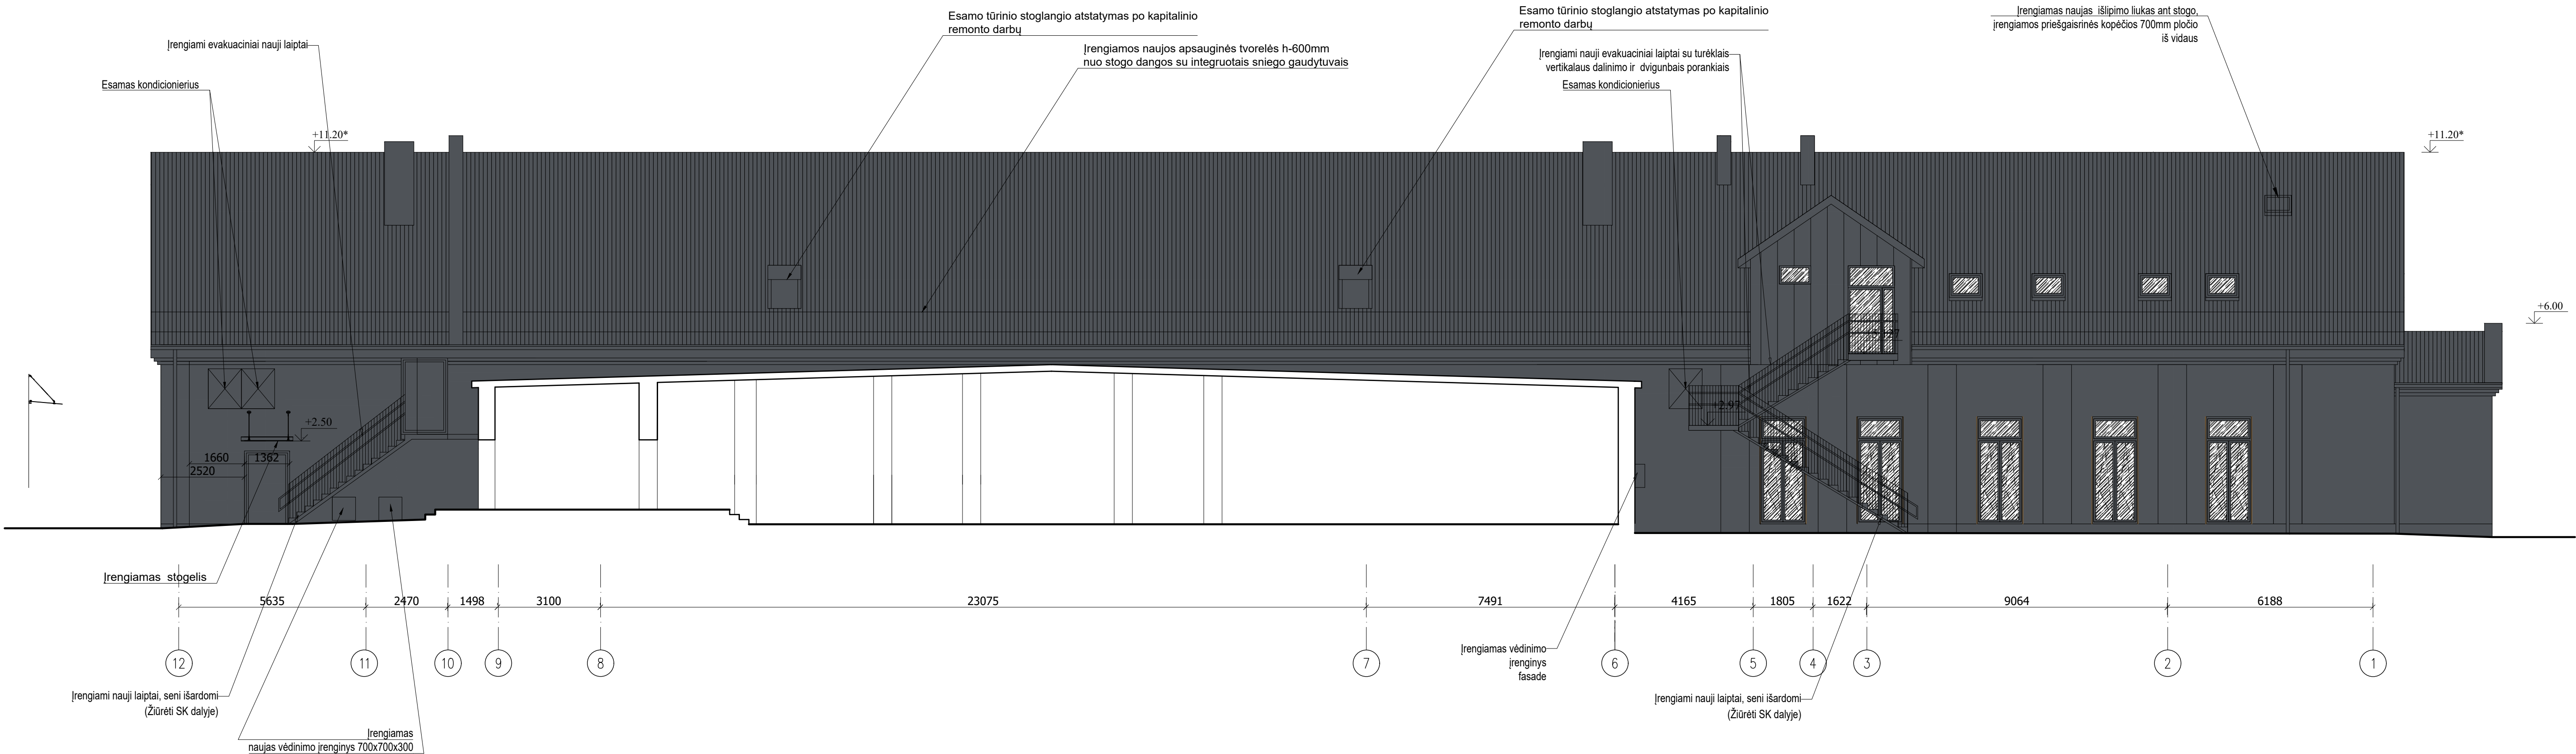 Esamo tūrinio stoglangio atstatymas po kapitalinio
remonto darbų
Esamo tūrinio stoglangio atstatymas po kapitalinio
remonto darbų
Įrengiamas naujas išlipimo liukas ant stogo,
įrengiamos priešgaisrinės kopėčios 700mm pločio
iš vidaus
Įrengiami evakuaciniai nauji laiptai
Įrengiamos naujos apsauginės tvorelės h-600mm
nuo stogo dangos su integruotais sniego gaudytuvais
Įrengiami nauji evakuaciniai laiptai su turėklais
vertikalaus dalinimo ir dvigunbais porankiais
Esamas kondicionierius
Esamas kondicionierius
+11.20*
+11.20*
+6.00
+2.97
+2.50
1660
1362
2520
Įrengiamas stogelis
5635
2470
1498
3100
23075
7491
4165
1805
1622
9064
6188
12
11
10
9
8
7
6
5
4
3
2
1
Įrengiamas vėdinimo
įrenginys
fasade
Įrengiami nauji laiptai, seni išardomi
(Žiūrėti SK dalyje)
Įrengiami nauji laiptai, seni išardomi
(Žiūrėti SK dalyje)
Įrengiamas
naujas vėdinimo įrenginys 700x700x300